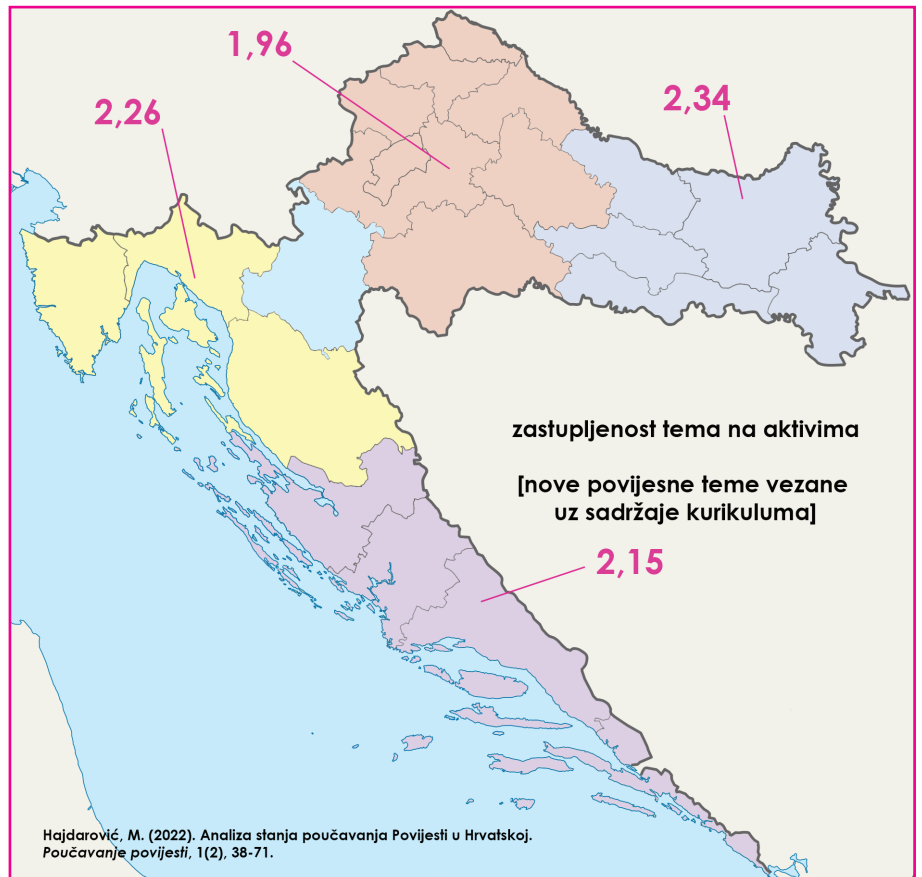 1,96
2,26
2,34
zastupljenost tema na aktivima
[nove povijesne teme vezane
uz sadržaje kurikuluma]
2,15
Hajdarović, M. (2022). Analiza stanja poučavanja Povijesti u Hrvatskoj.
Poučavanje povijesti, 1(2), 38-71.